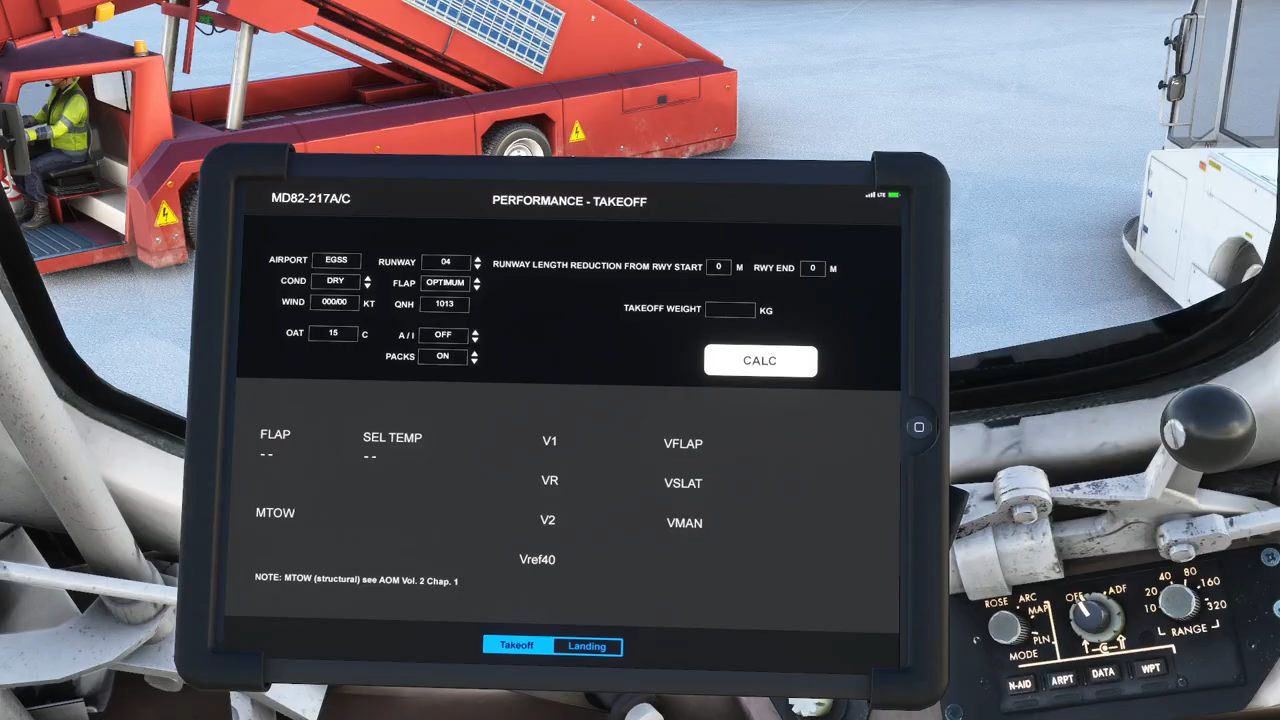 MD82-217A/C
PERFORMANCE - TAKEOFF
LTE
AIRPORT EGSS RUNWAY 04 RUNWAY LENGTH REDUCTION FROM RWY START 0 M RWY END 0 M
COND DRY FLAP OPTIMUM
WIND 000/00 KT QNH 1013 TAKEOFF WEIGHT KG
OAT 15 C A / I OFF
PACKS ON
CALC
FLAP SEL TEMP V1 VFLAP
-- --
VR VSLAT
MTOW V2 VMAN
Vref40
NOTE: MTOW (structural) see AOM Vol. 2 Chap. 1
Takeoff Landing
ROSE ARC MAP PLN
MODE
OFF ADF
C
10 20 40 80 160 320
RANGE
N-AID ARPT DATA WPT